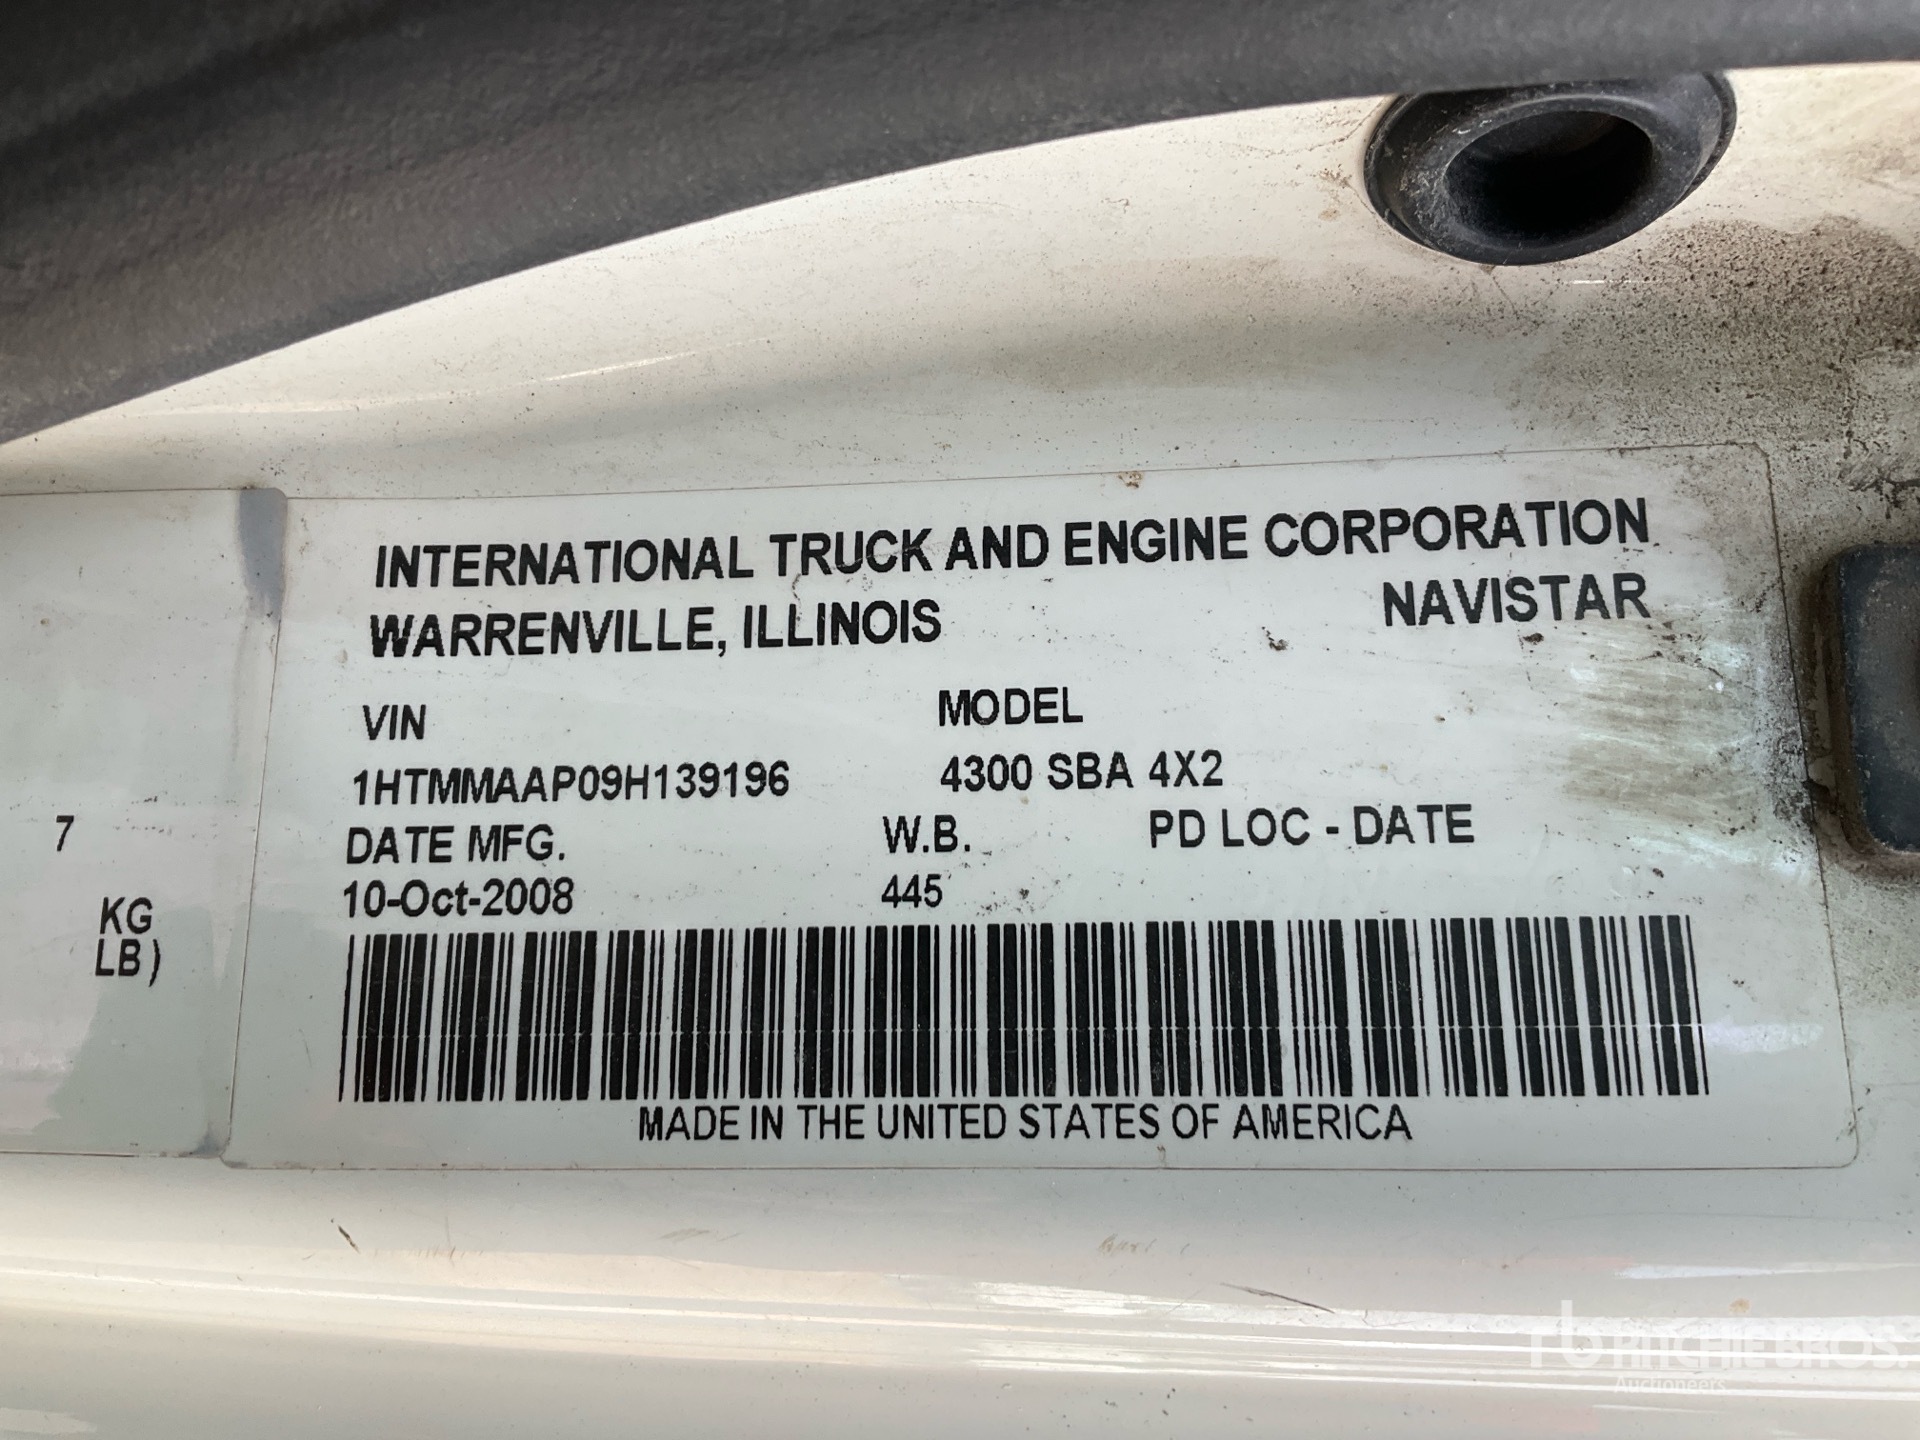 INTERNATIONAL TRUCK AND ENGINE CORPORATION
WARRENVILLE, ILLINOIS NAVISTAR
VIN MODEL
1HTMMAAP09H139196 4300 SBA 4X2
DATE MFG. W.B. PD LOC - DATE
10-Oct-2008 445
MADE IN THE UNITED STATES OF AMERICA
7
KG
LB)
RITCHIE BROS.
Auctioneers